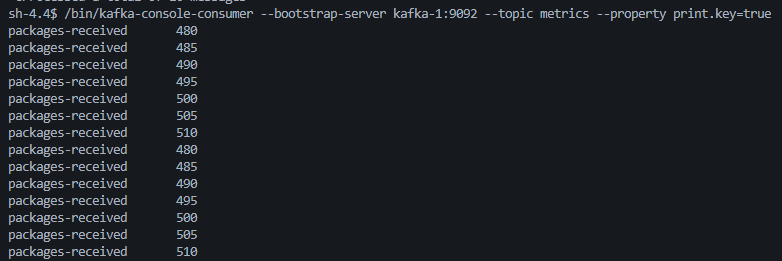 sh-4.4$ /bin/kafka-console-consumer --bootstrap-server kafka-1:9092 --topic metrics --property print.key=true
packages-received 480
packages-received 485
packages-received 490
packages-received 495
packages-received 500
packages-received 505
packages-received 510
packages-received 480
packages-received 485
packages-received 490
packages-received 495
packages-received 500
packages-received 505
packages-received 510